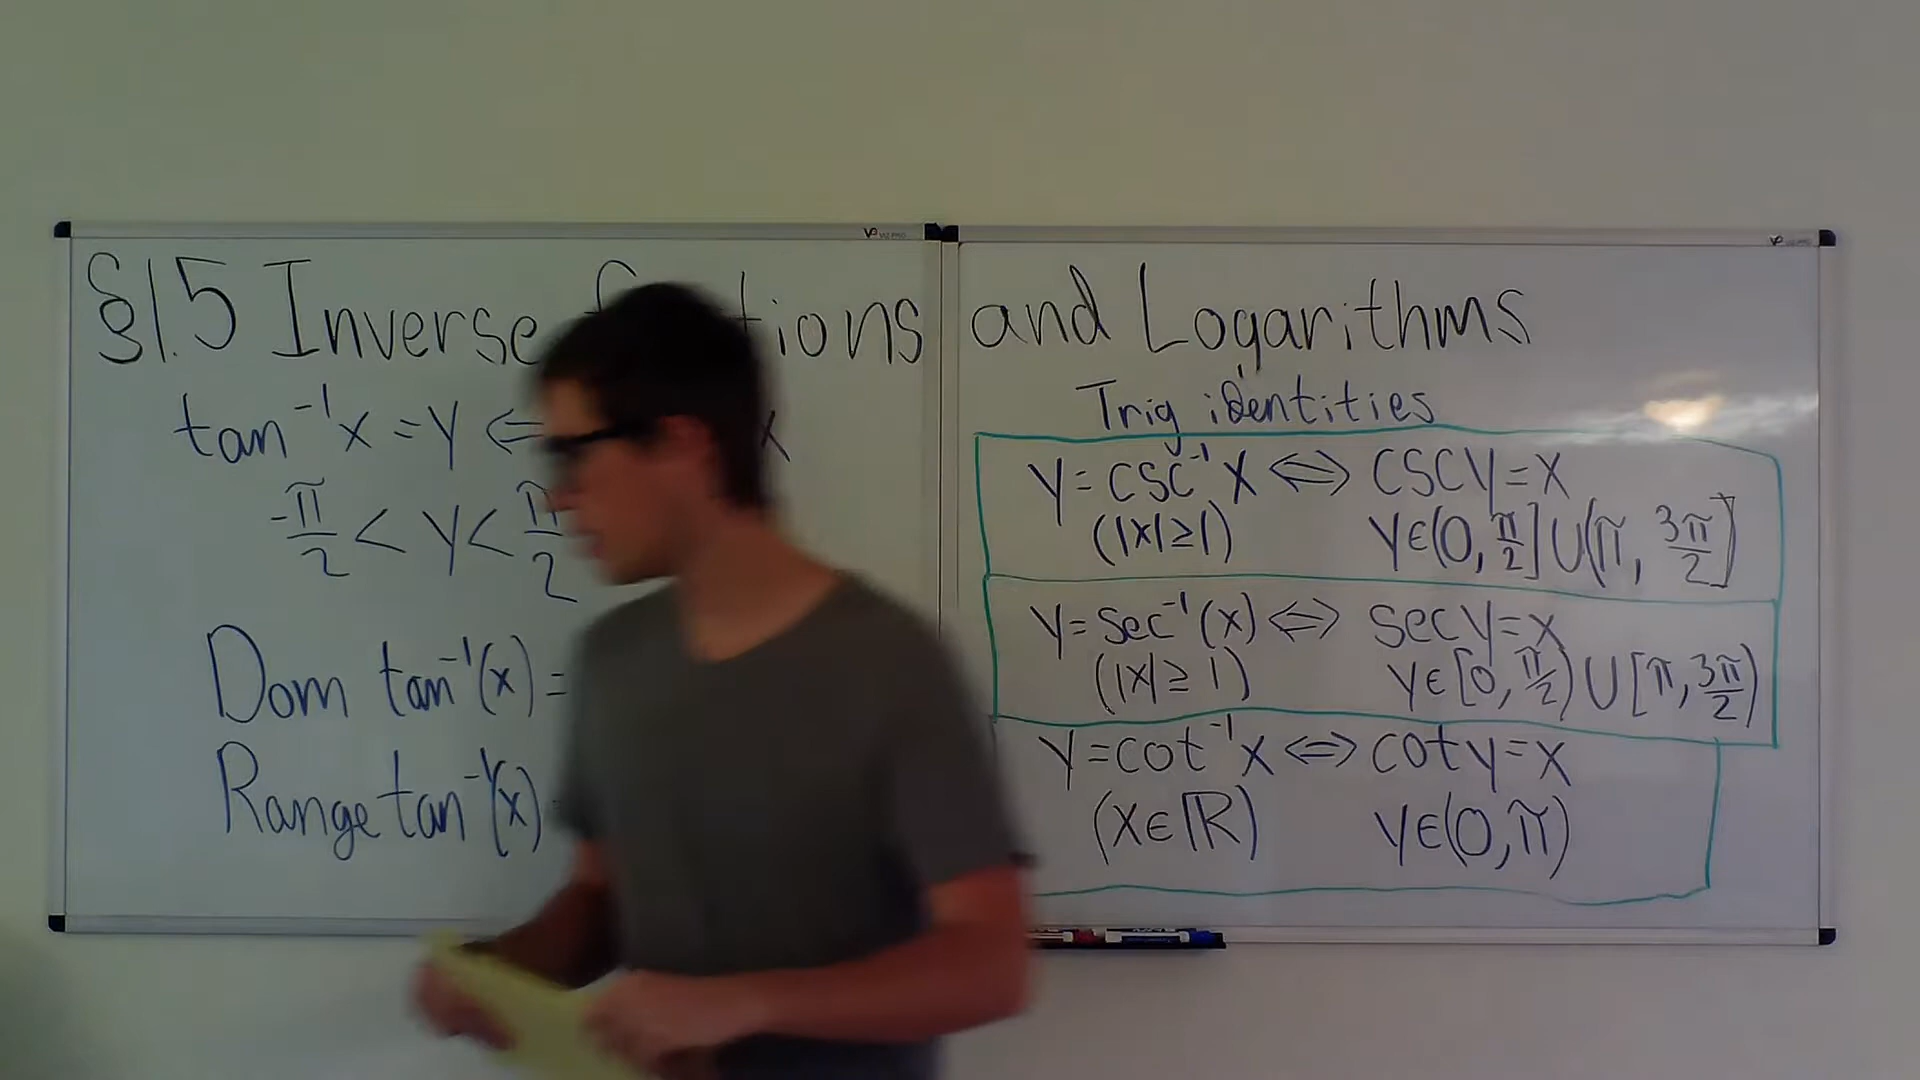 §1.5 Inverse and Logarithms
tan⁻¹x = y ⇔ x
-π/2 < y < π/2
Dom tan⁻¹(x) =
Range tan⁻¹(x)
Trig identities
y = csc⁻¹x ⇔ csc y = x
(|x| ≥ 1) y ∈ (0, π/2] ∪ (π, 3π/2]
y = sec⁻¹(x) ⇔ sec y = x
(|x| ≥ 1) y ∈ [0, π/2) ∪ [π, 3π/2)
y = cot⁻¹x ⇔ cot y = x
(x ∈ ℝ) y ∈ (0, π)